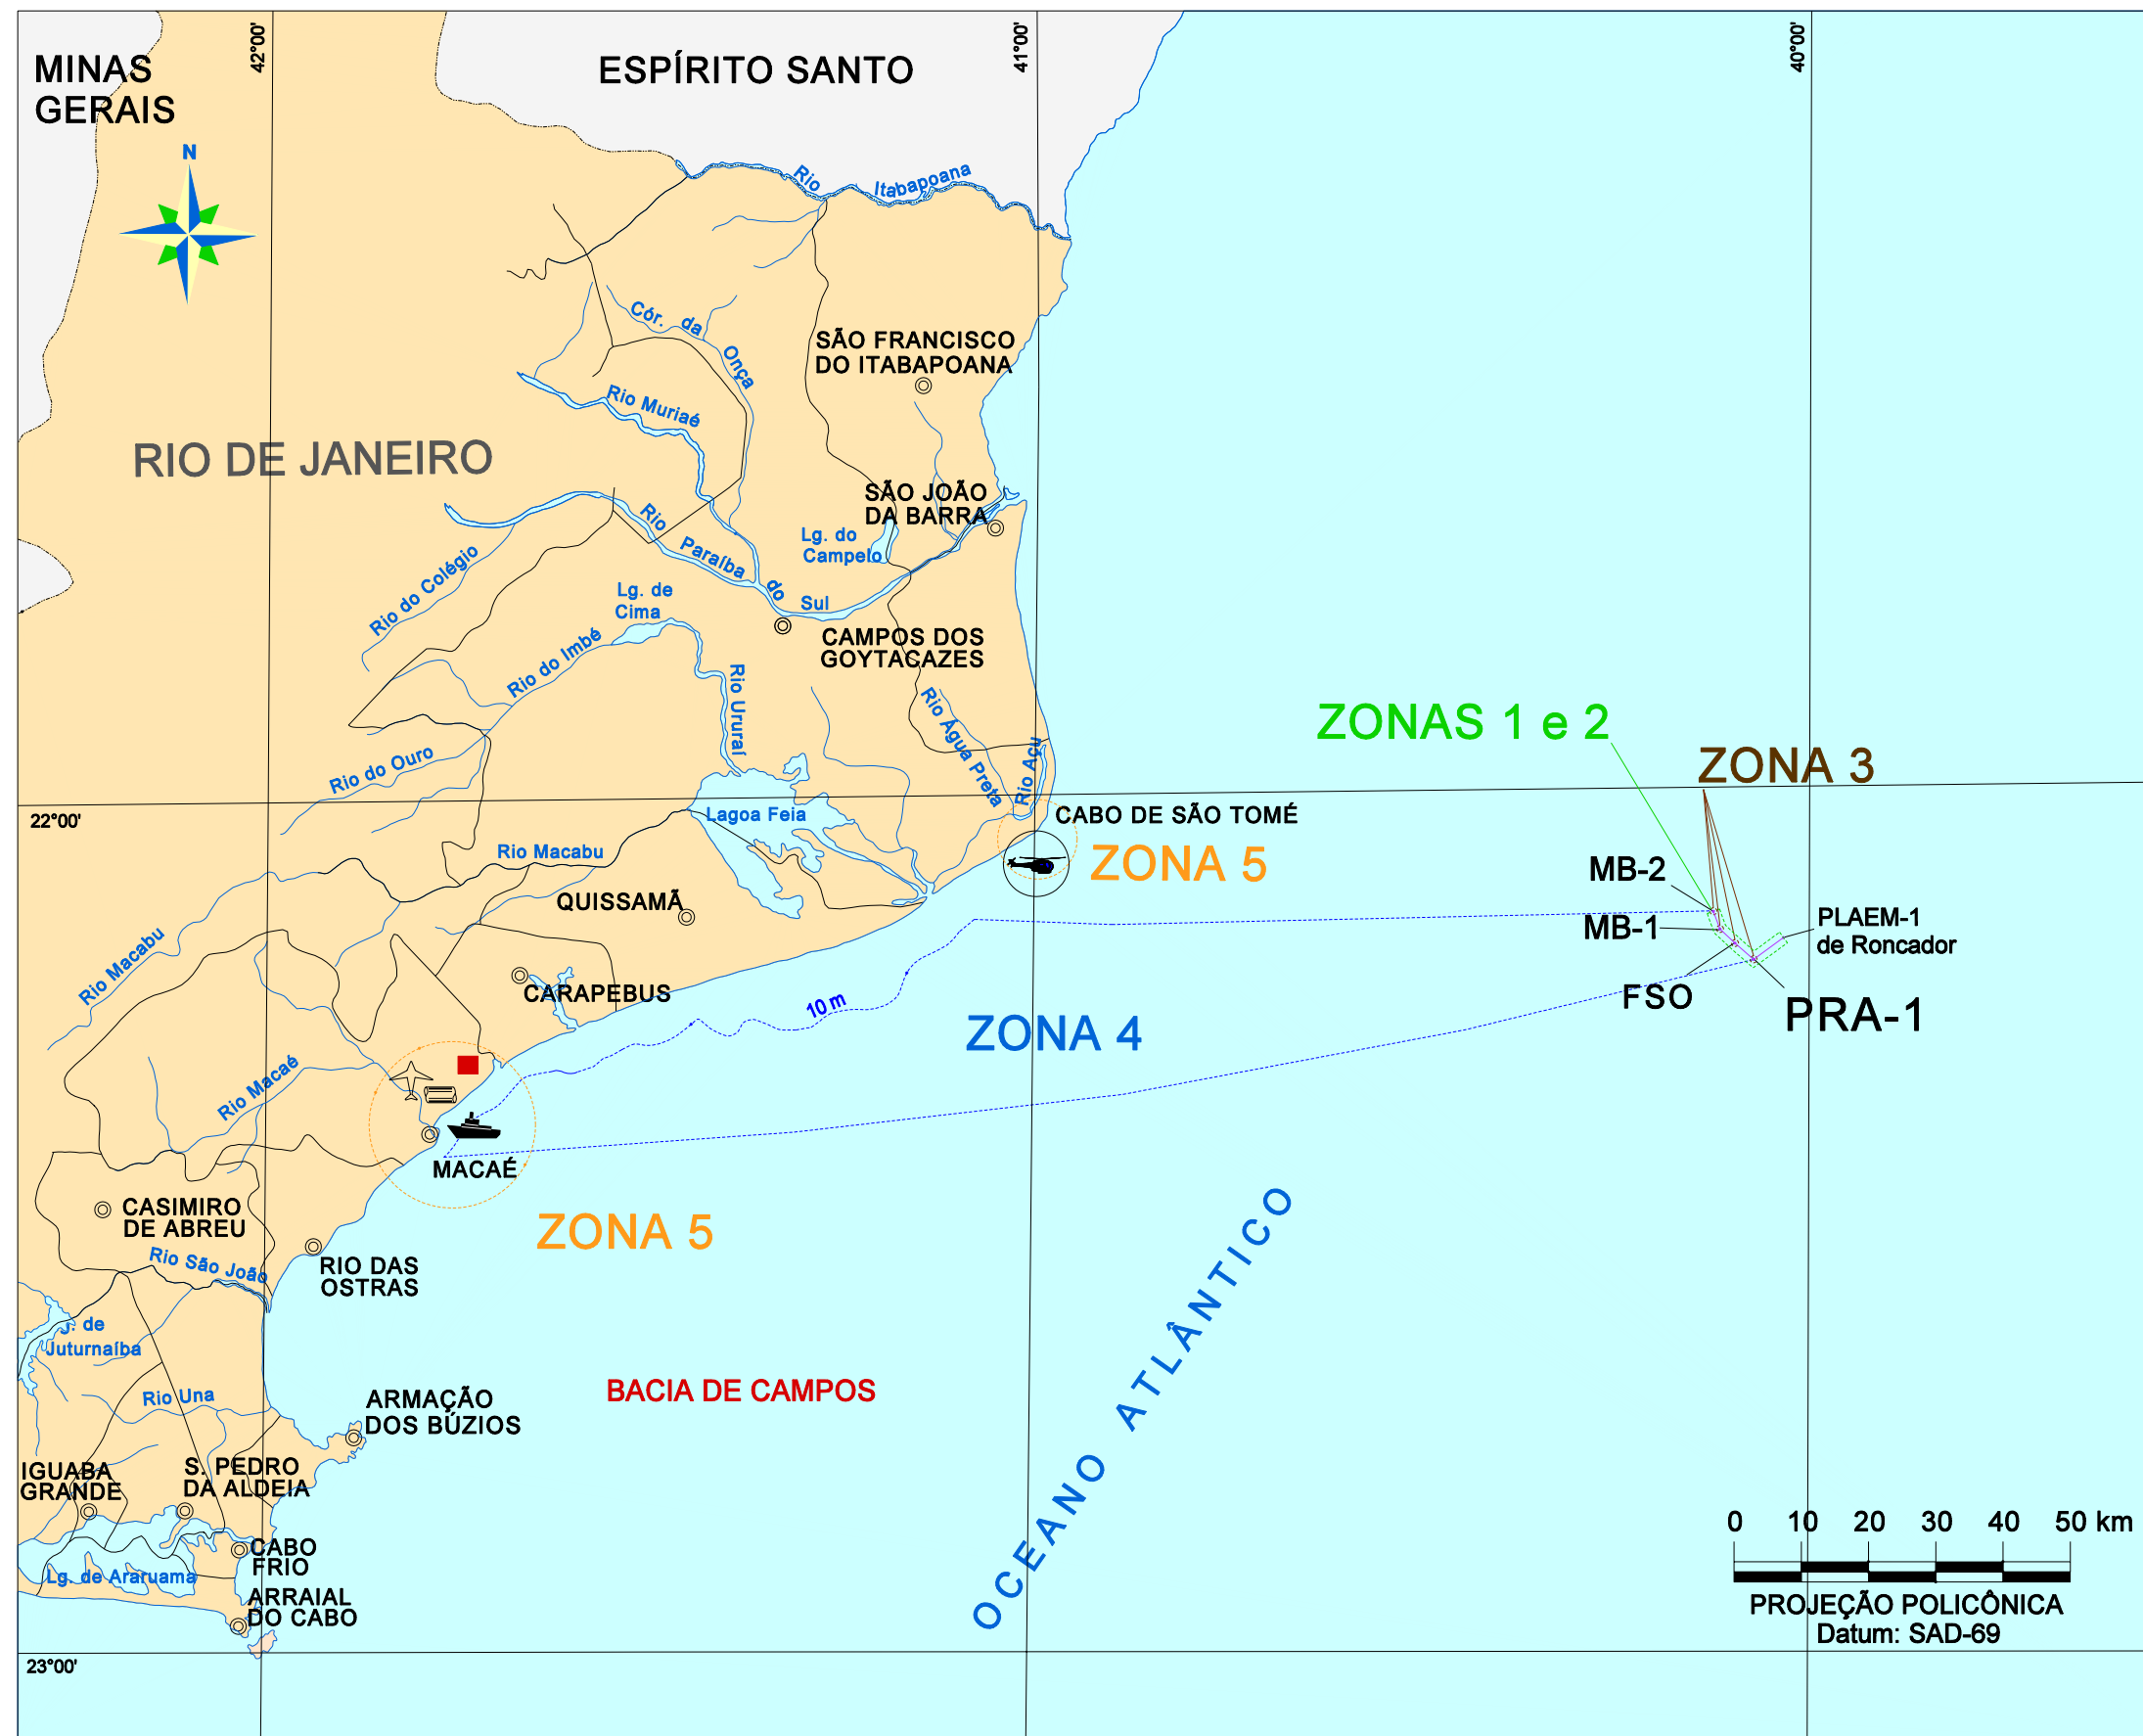 42°00'
41°00'
40°00'
MINAS
GERAIS
ESPÍRITO SANTO
N
Rio
Itabapoana
Cór. da
Onça
SÃO FRANCISCO
DO ITABAPOANA
Rio Muriaé
RIO DE JANEIRO
SÃO JOÃO
DA BARRA
Rio
Paraíba
do
Sul
Lg. do
Campelo
Rio do Colégio
Lg. de
Cima
CAMPOS DOS
GOYTACAZES
Rio do Imbé
Rio Ururaí
Rio Água Preta
Rio Açu
ZONAS 1 e 2
ZONA 3
Rio do Ouro
22°00'
Lagoa Feia
CABO DE SÃO TOMÉ
Rio Macabu
ZONA 5
MB-2
QUISSAMÃ
MB-1
PLAEM-1
de Roncador
Rio Macabu
CARAPEBUS
FSO
10 m
PRA-1
ZONA 4
Rio Macaé
MACAÉ
CASIMIRO
DE ABREU
ZONA 5
Rio São João
RIO DAS
OSTRAS
OCEANO ATLÂNTICO
g. de
Juturnaíba
BACIA DE CAMPOS
Rio Una
ARMAÇÃO
DOS BÚZIOS
IGUABA
GRANDE
S. PEDRO
DA ALDEIA
0 10 20 30 40 50 km
CABO
FRIO
Lg. de Araruama
ARRAIAL
DO CABO
PROJEÇÃO POLICÔNICA
Datum: SAD-69
23°00'